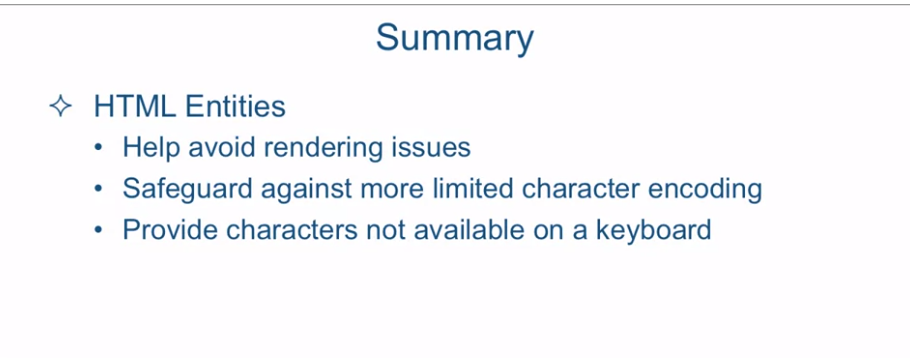 Summary
✧ HTML Entities
• Help avoid rendering issues
• Safeguard against more limited character encoding
• Provide characters not available on a keyboard